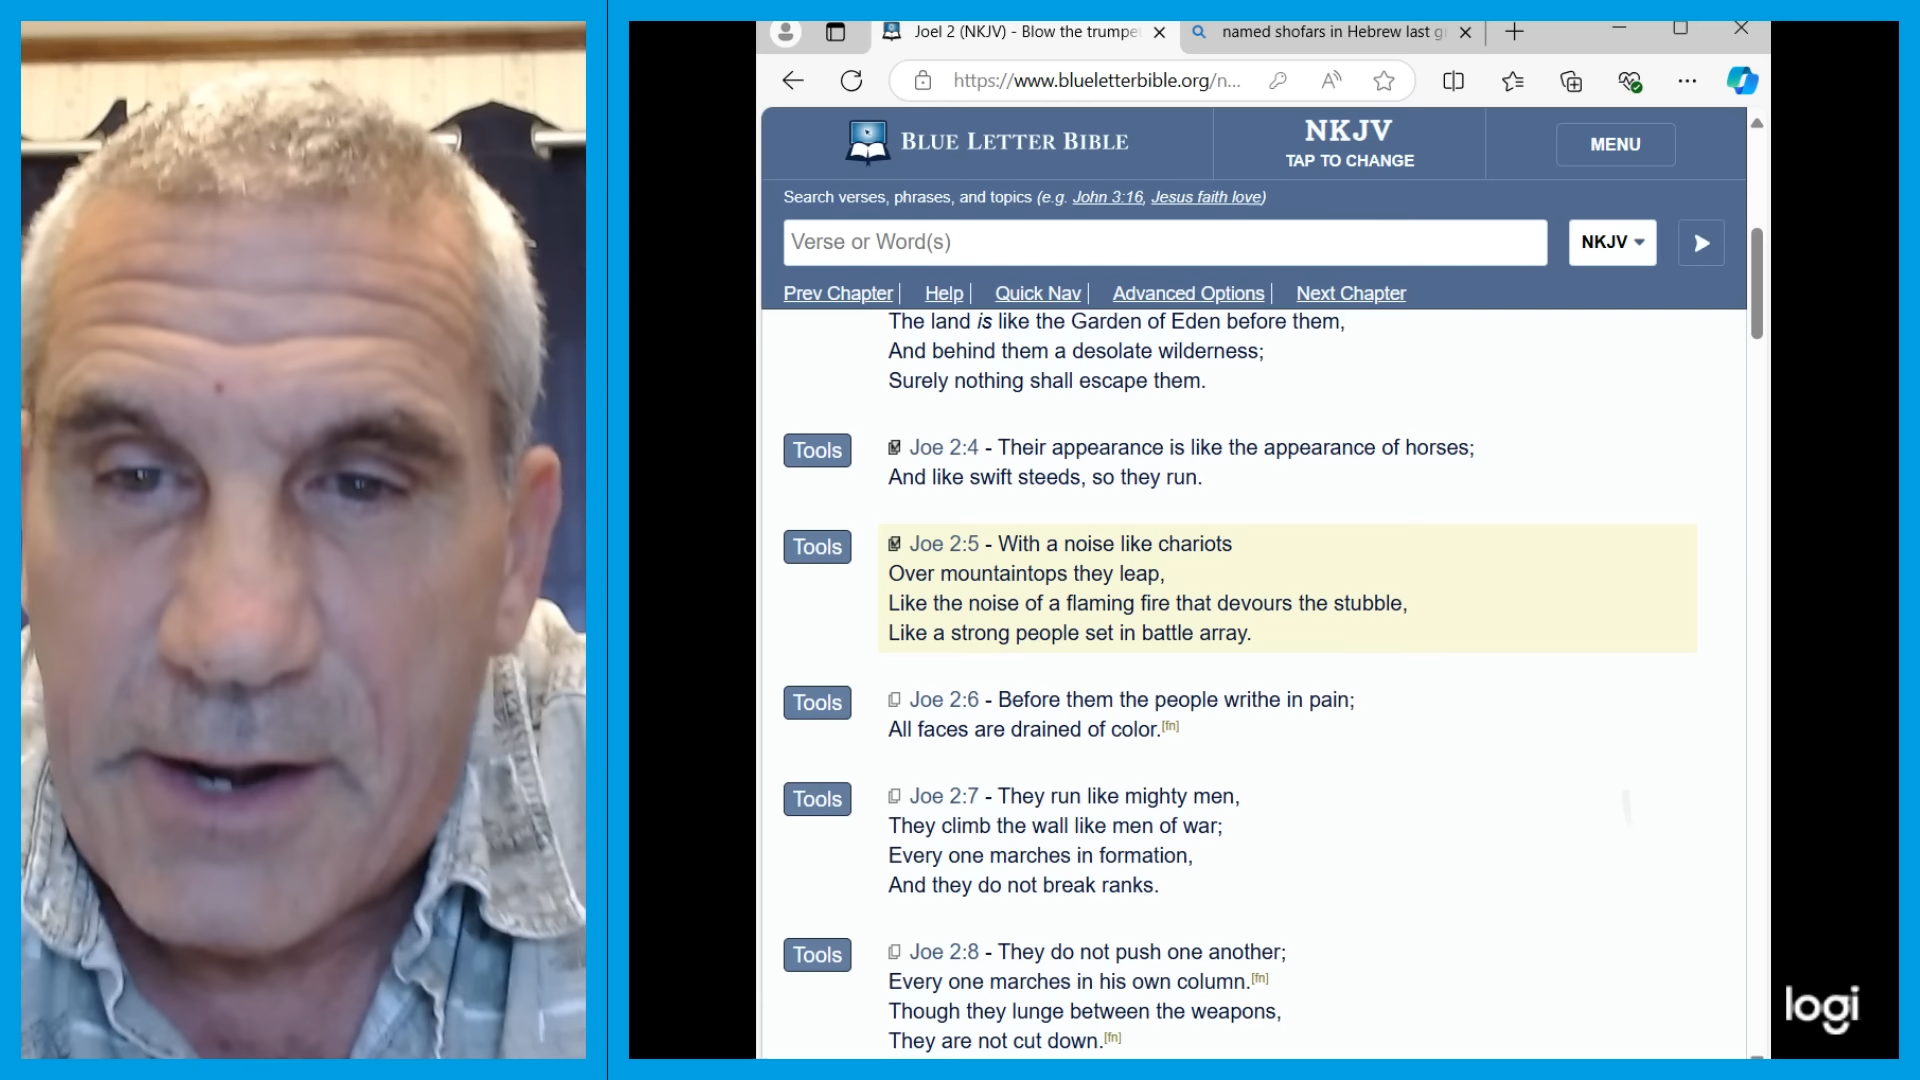 Joel 2 (NKJV) - Blow the trumpet
named shofars in Hebrew last g
https://www.blueletterbible.org/n...
BLUE LETTER BIBLE
NKJV
TAP TO CHANGE
MENU
Search verses, phrases, and topics (e.g. John 3:16, Jesus faith love)
Verse or Word(s)
NKJV
Prev Chapter
Help
Quick Nav
Advanced Options
Next Chapter
The land is like the Garden of Eden before them,
And behind them a desolate wilderness;
Surely nothing shall escape them.
Tools
Joe 2:4 - Their appearance is like the appearance of horses;
And like swift steeds, so they run.
Tools
Joe 2:5 - With a noise like chariots
Over mountaintops they leap,
Like the noise of a flaming fire that devours the stubble,
Like a strong people set in battle array.
Tools
Joe 2:6 - Before them the people writhe in pain;
All faces are drained of color.[fn]
Tools
Joe 2:7 - They run like mighty men,
They climb the wall like men of war;
Every one marches in formation,
And they do not break ranks.
Tools
Joe 2:8 - They do not push one another;
Every one marches in his own column.[fn]
Though they lunge between the weapons,
They are not cut down.[fn]
logi